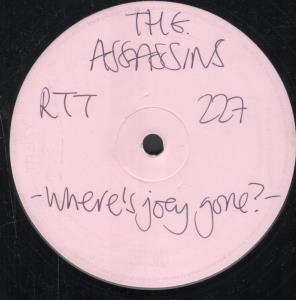 THE.
ASSASSINS
RTT 227
-where's joey gone?-